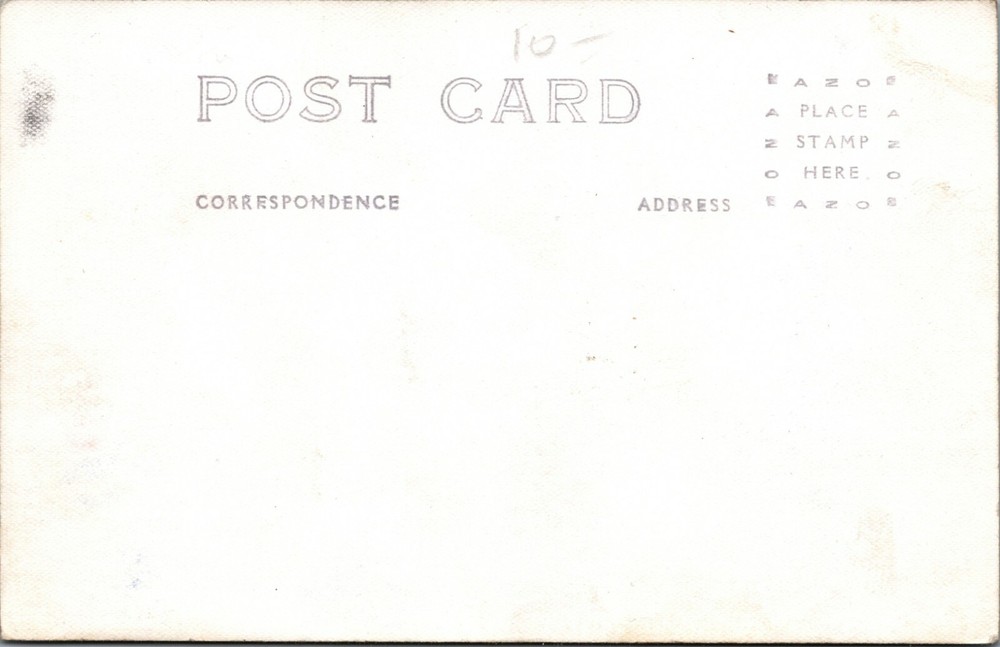 10 –
POST CARD
AZO
A PLACE A
Z STAMP Z
O HERE O
AZO
CORRESPONDENCE
ADDRESS